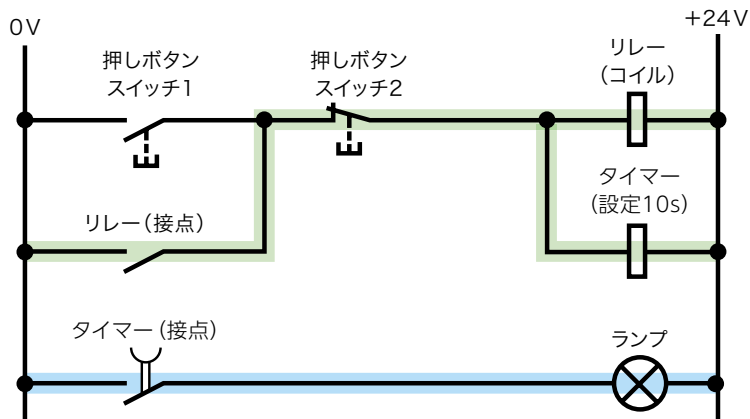 0V
+24V
押しボタン
スイッチ1
押しボタン
スイッチ2
リレー
(コイル)
タイマー
(設定10s)
リレー(接点)
タイマー(接点)
ランプ